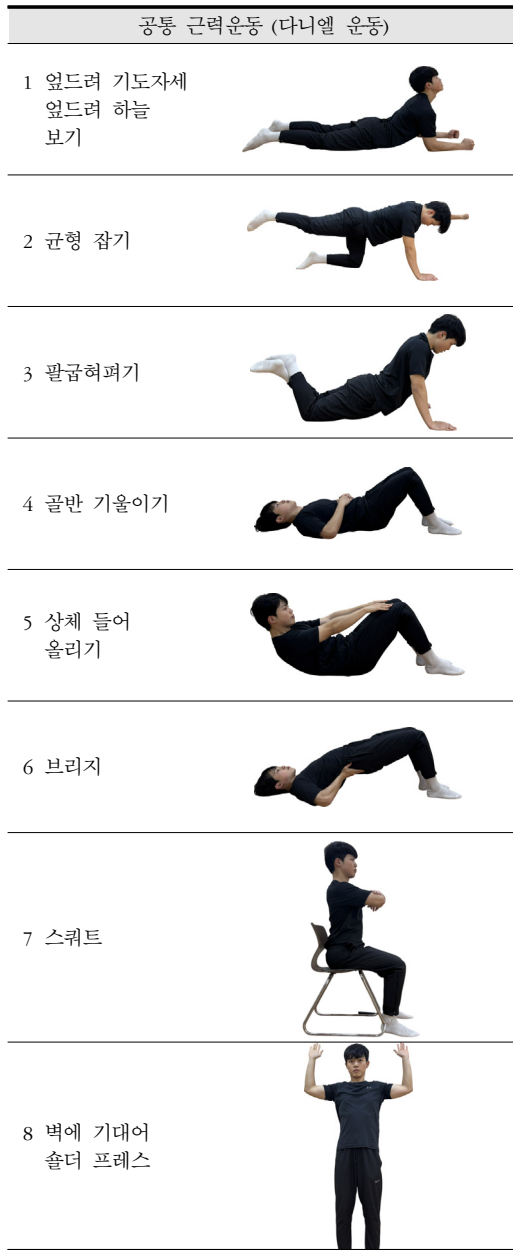 공통 근력운동 (다니엘 운동)
1 엎드려 기도자세
엎드려 하늘
보기
2 균형 잡기
3 팔굽혀펴기
4 골반 기울이기
5 상체 들어
올리기
6 브리지
7 스쿼트
8 벽에 기대어
숄더 프레스